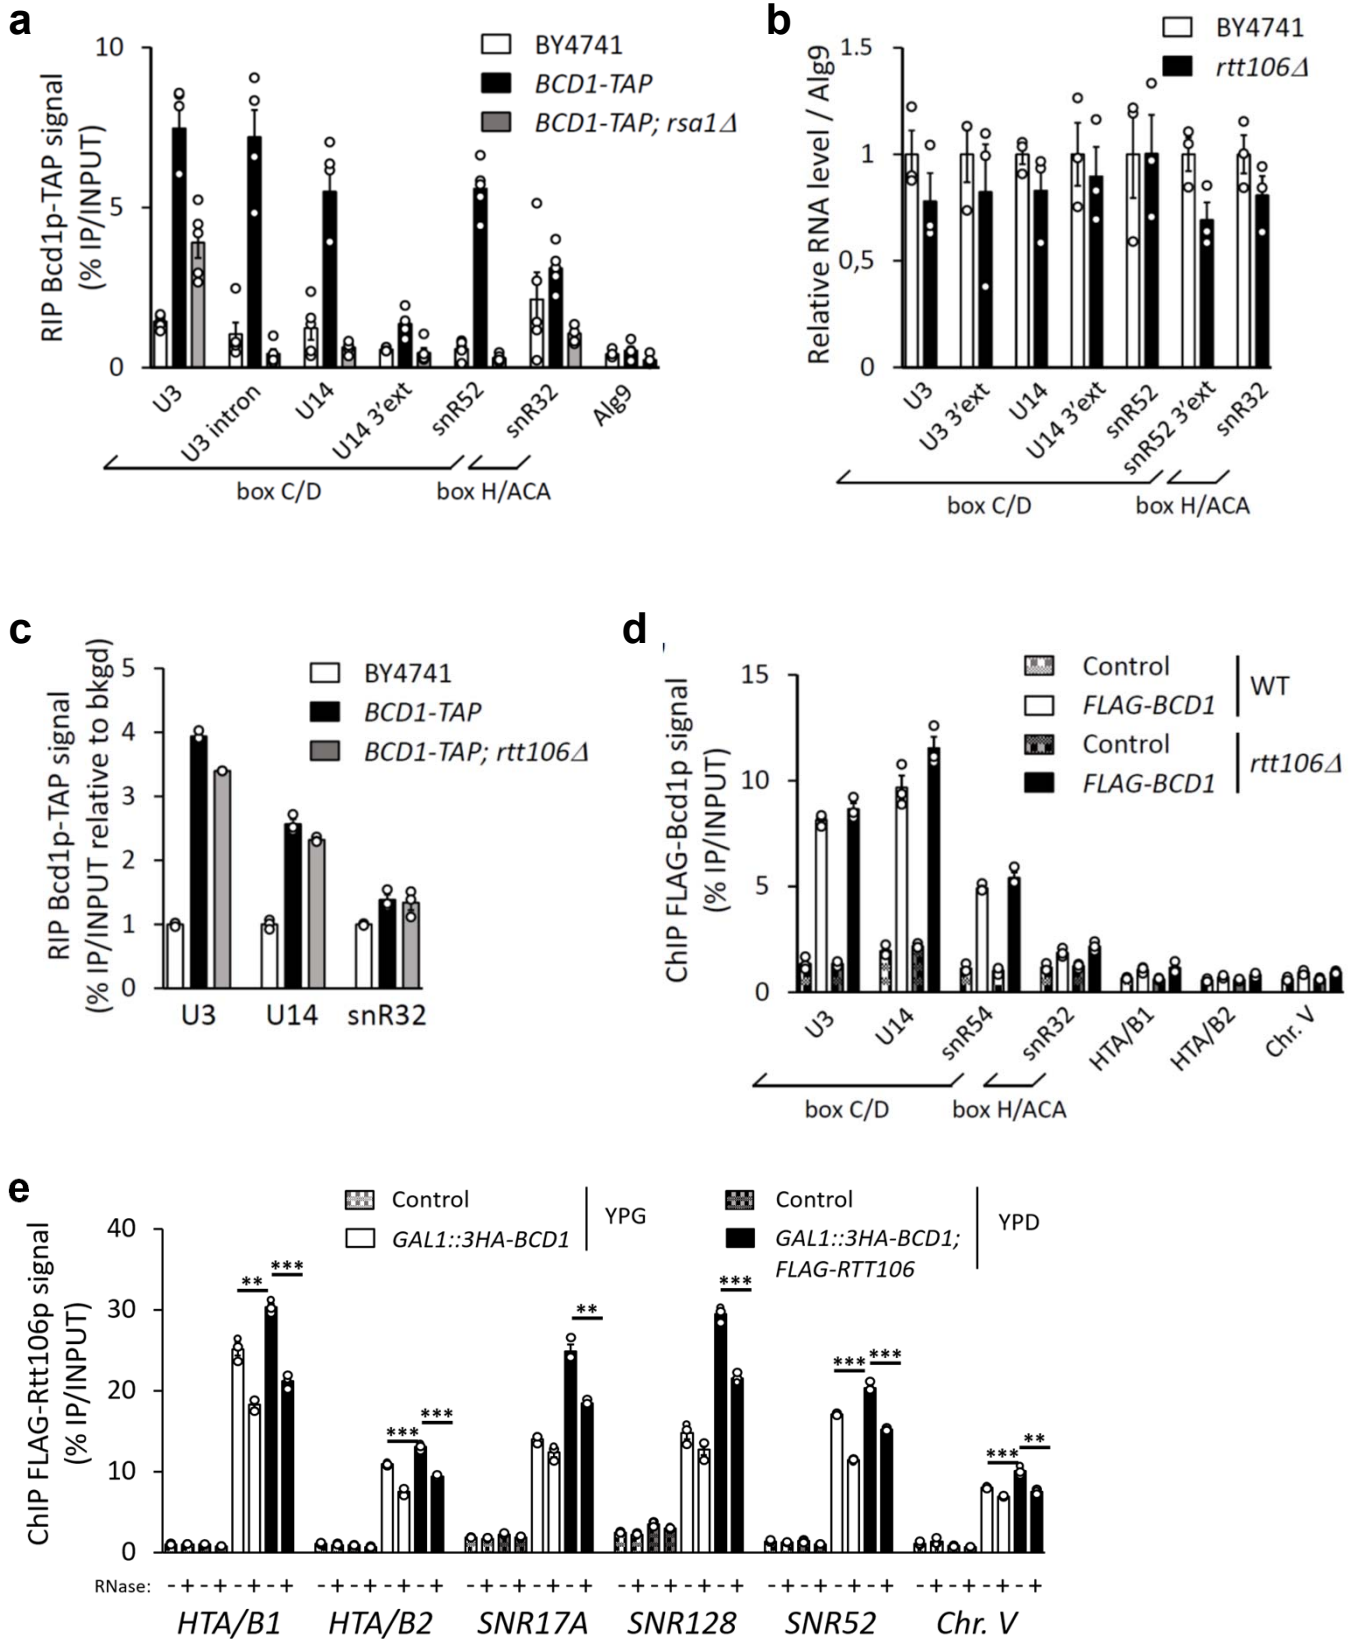 a
RIP Bcd1p-TAP signal
(% IP/INPUT)
10
5
0
BY4741
BCD1-TAP
BCD1-TAP; rsa1Δ
U3
U3 intron
U14
U14 3'ext
snR52
snR32
Alg9
box C/D
box H/ACA
b
Relative RNA level / Alg9
1.5
1
0,5
0
BY4741
rtt106Δ
U3
U3 3'ext
U14
U14 3'ext
snR52
snR52 3'ext
snR32
box C/D
box H/ACA
c
RIP Bcd1p-TAP signal
(% IP/INPUT relative to bkgd)
5
4
3
2
1
0
BY4741
BCD1-TAP
BCD1-TAP; rtt106Δ
U3
U14
snR32
d
ChIP FLAG-Bcd1p signal
(% IP/INPUT)
15
10
5
0
Control
FLAG-BCD1
WT
Control
FLAG-BCD1
rtt106Δ
U3
U14
snR54
snR32
HTA/B1
HTA/B2
Chr. V
box C/D
box H/ACA
e
ChIP FLAG-Rtt106p signal
(% IP/INPUT)
40
30
20
10
0
Control
GAL1::3HA-BCD1
YPG
Control
GAL1::3HA-BCD1;
FLAG-RTT106
YPD
** ***
*** ***
**
***
*** ***
*** **
RNase: - + - + - + - + - + - + - + - + - + - + - + - + - + - + - + - + - + - + - + - + - + - + - + - +
HTA/B1 HTA/B2 SNR17A SNR128 SNR52 Chr. V